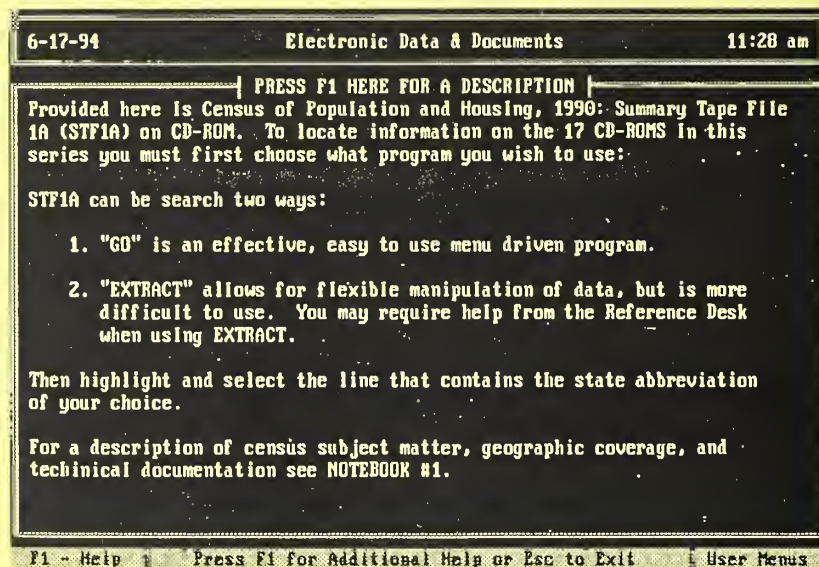 6-17-94 Electronic Data & Documents 11:28 am
PRESS F1 HERE FOR A DESCRIPTION
Provided here is Census of Population and Housing, 1990: Summary Tape File
1A (STF1A) on CD-ROM. To locate information on the 17 CD-ROMS In this
series you must first choose what program you wish to use:
STF1A can be search two ways:
1. "GO" is an effective, easy to use menu driven program.
2. "EXTRACT" allows for flexible manipulation of data, but is more
difficult to use. You may require help from the Reference Desk
when using EXTRACT.
Then highlight and select the line that contains the state abbreviation
of your choice.
For a description of census subject matter, geographic coverage, and
techinical documentation see NOTEBOOK #1.
F1 - Help Press F1 for Additional Help or Esc to Exit User Menus